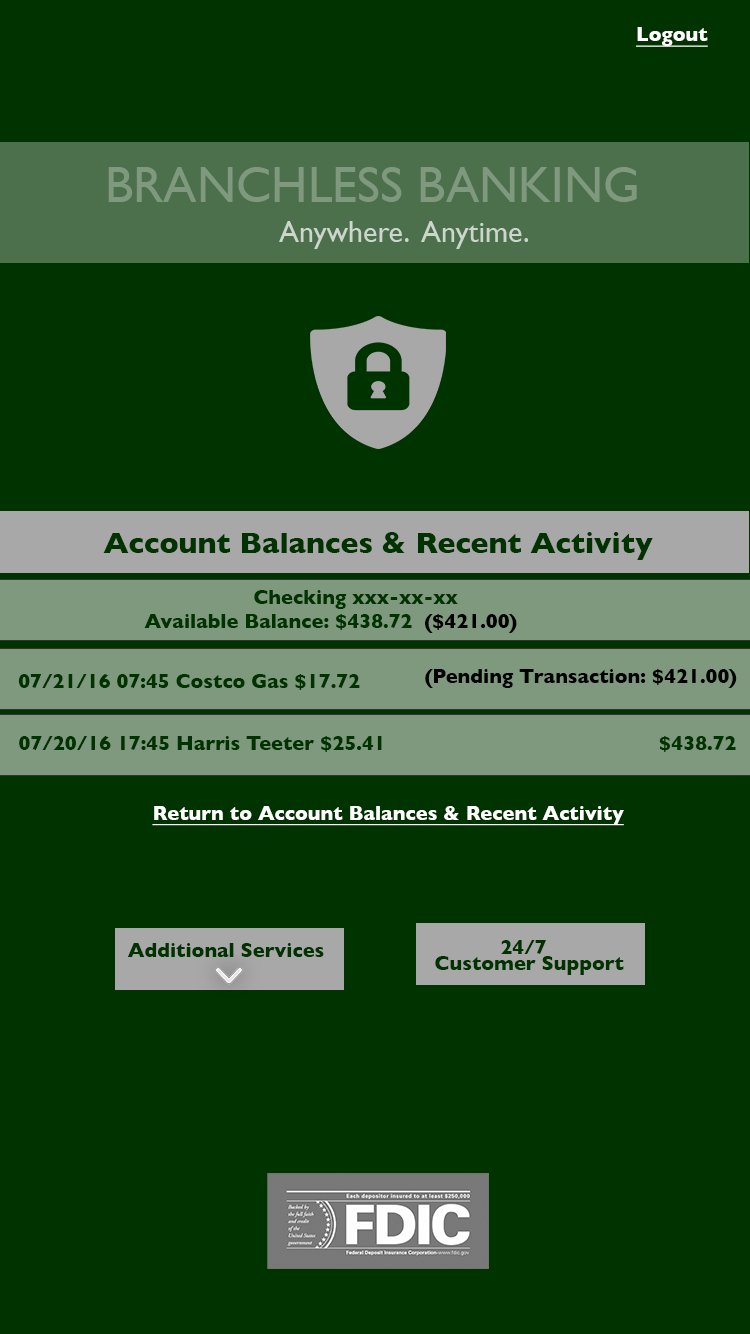 Logout
BRANCHLESS BANKING
Anywhere. Anytime.
Account Balances & Recent Activity
Checking xxx-xx-xx
Available Balance: $438.72 ($421.00)
07/21/16 07:45 Costco Gas $17.72 (Pending Transaction: $421.00)
07/20/16 17:45 Harris Teeter $25.41 $438.72
Return to Account Balances & Recent Activity
Additional Services
24/7
Customer Support
Each depositor insured to at least $250,000
Backed by
the full faith
and credit
of the
United States
government
FDIC
Federal Deposit Insurance Corporation • www.fdic.gov